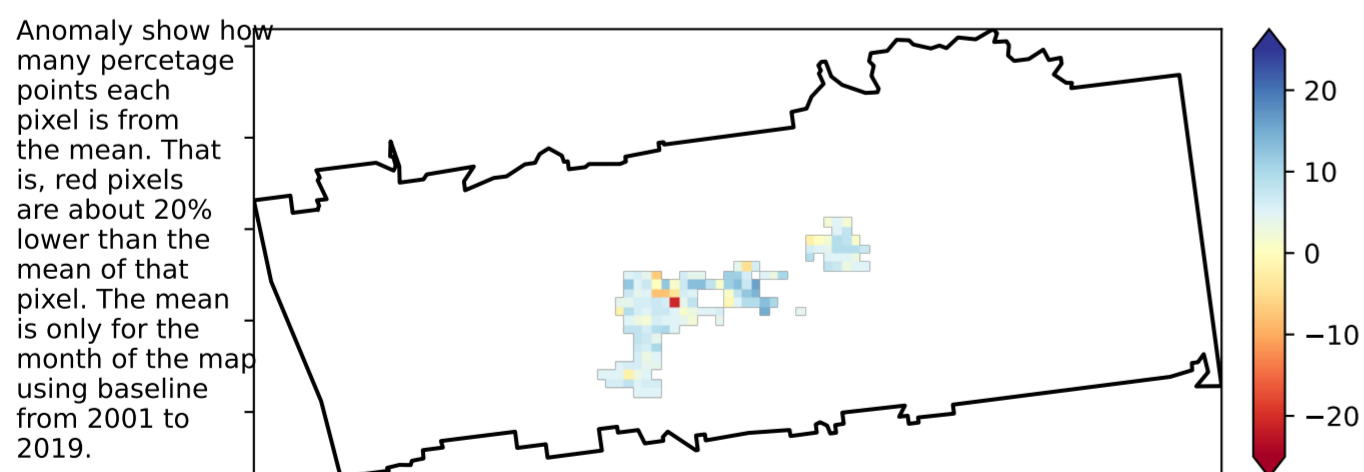 Anomaly show how
many percetage
points each
pixel is from
the mean. That
is, red pixels
are about 20%
lower than the
mean of that
pixel. The mean
is only for the
month of the map
using baseline
from 2001 to
2019.
20
10
0
−10
−20